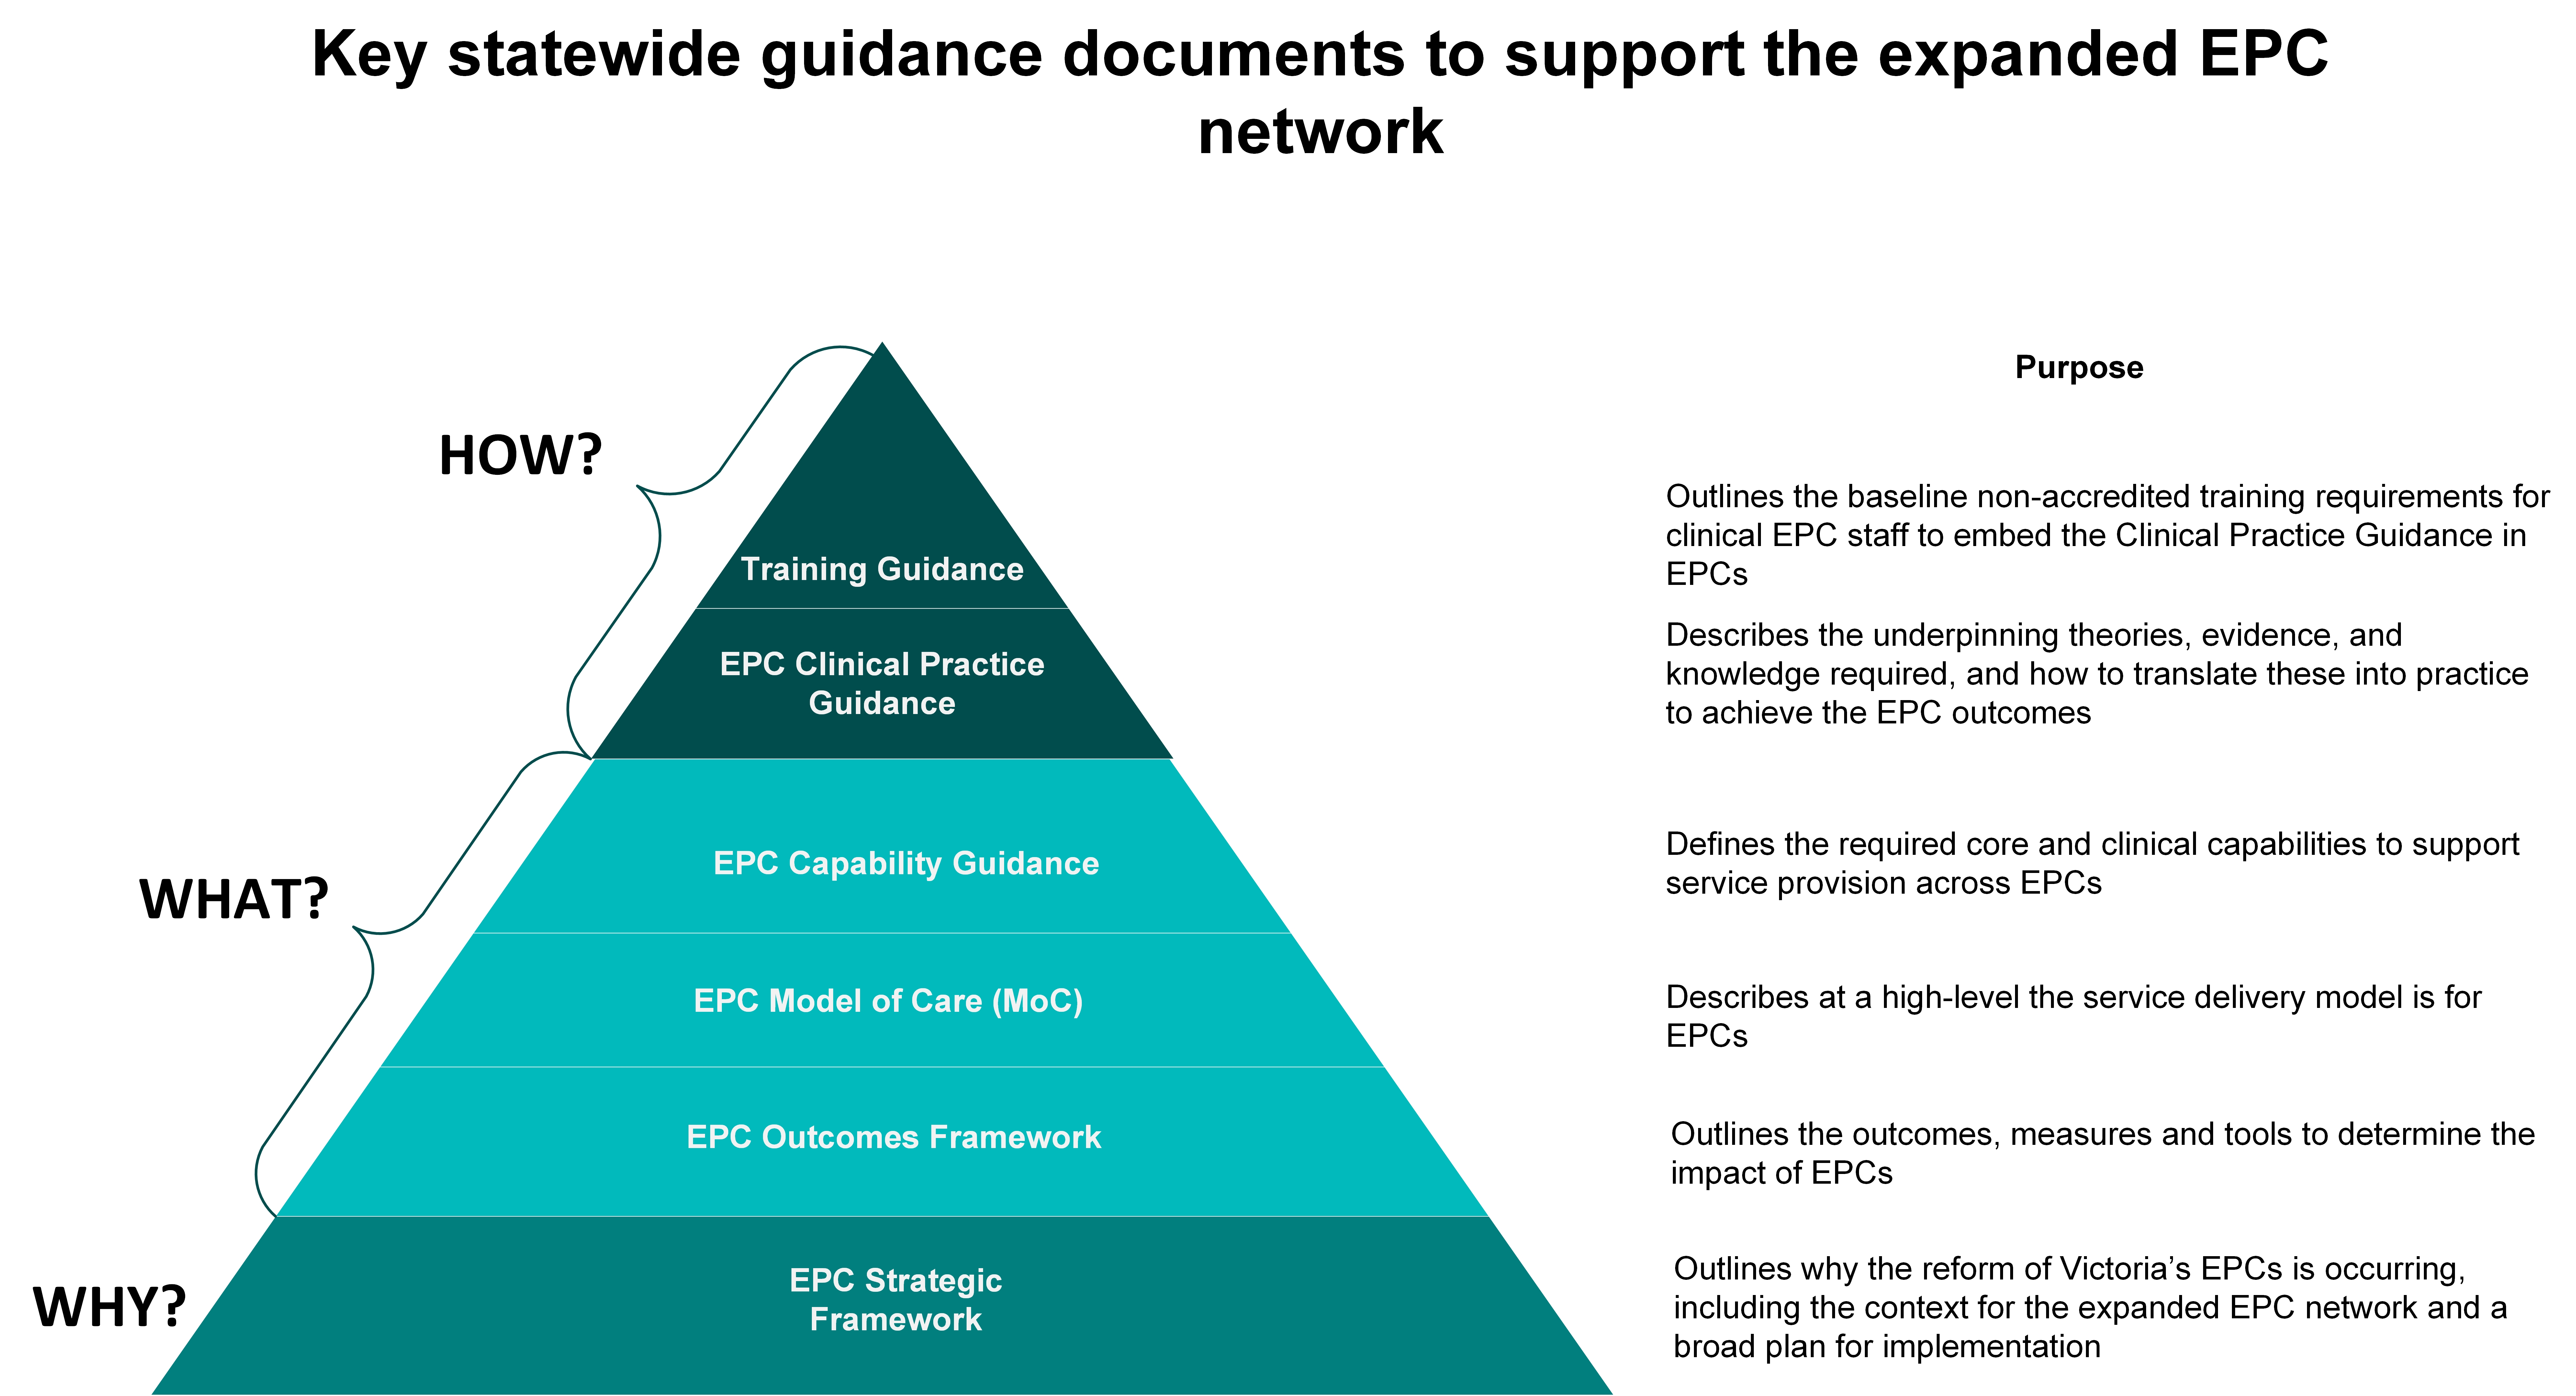 Key statewide guidance documents to support the expanded EPC
network
Purpose
HOW?
Training Guidance
Outlines the baseline non-accredited training requirements for
clinical EPC staff to embed the Clinical Practice Guidance in
EPCs
EPC Clinical Practice
Guidance
Describes the underpinning theories, evidence, and
knowledge required, and how to translate these into practice
to achieve the EPC outcomes
WHAT?
EPC Capability Guidance
Defines the required core and clinical capabilities to support
service provision across EPCs
EPC Model of Care (MoC)
Describes at a high-level the service delivery model is for
EPCs
EPC Outcomes Framework
Outlines the outcomes, measures and tools to determine the
impact of EPCs
WHY?
EPC Strategic
Framework
Outlines why the reform of Victoria’s EPCs is occurring,
including the context for the expanded EPC network and a
broad plan for implementation